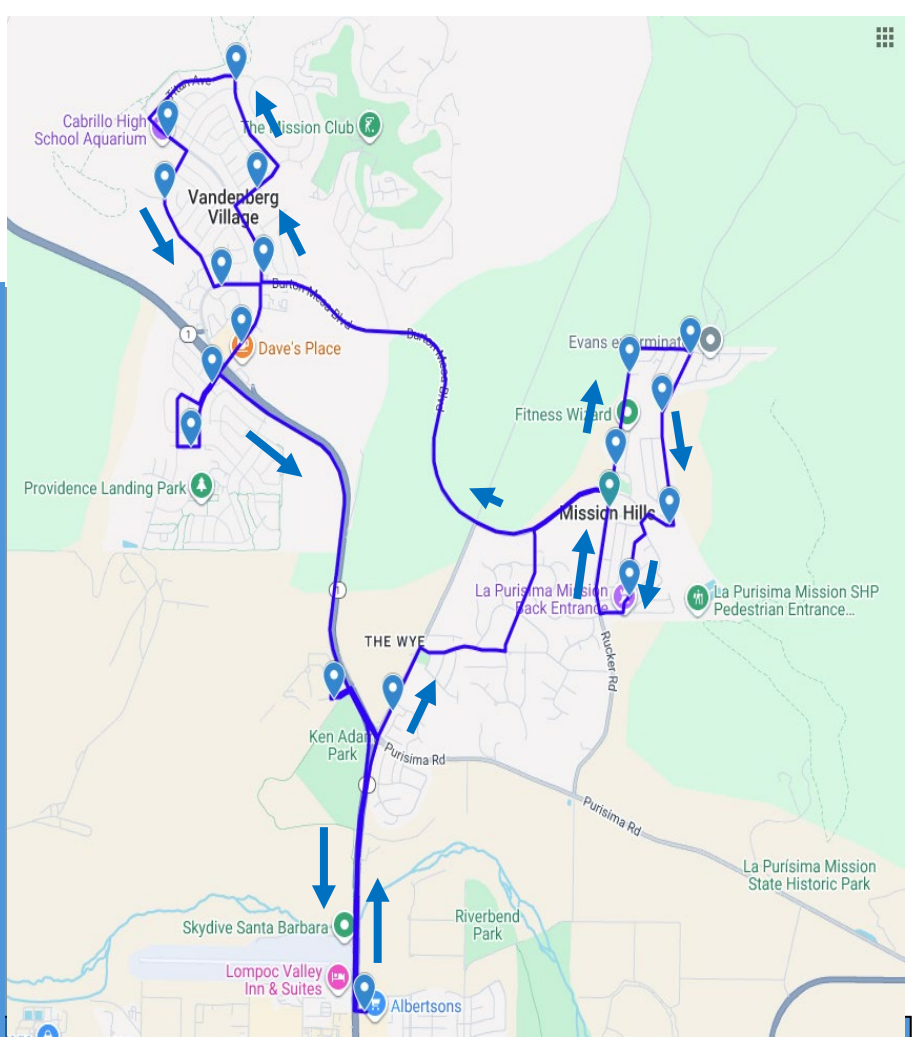 Titan Ave
Cabrillo High
School Aquarium
The Mission Club
Vandenberg
Village
Burton Mesa Blvd
Burton Mesa Blvd
1
Dave's Place
Evans exterminat
Fitness Wizard
Providence Landing Park
Mission Hills
La Purisima Mission
Back Entrance
La Purisima Mission SHP
Pedestrian Entrance...
1
THE WYE
Rucker Rd
Ken Adam
Park
Purisima Rd
Purisima Rd
La Purísima Mission
State Historic Park
Skydive Santa Barbara
Riverbend
Park
Lompoc Valley
Inn & Suites
Albertsons